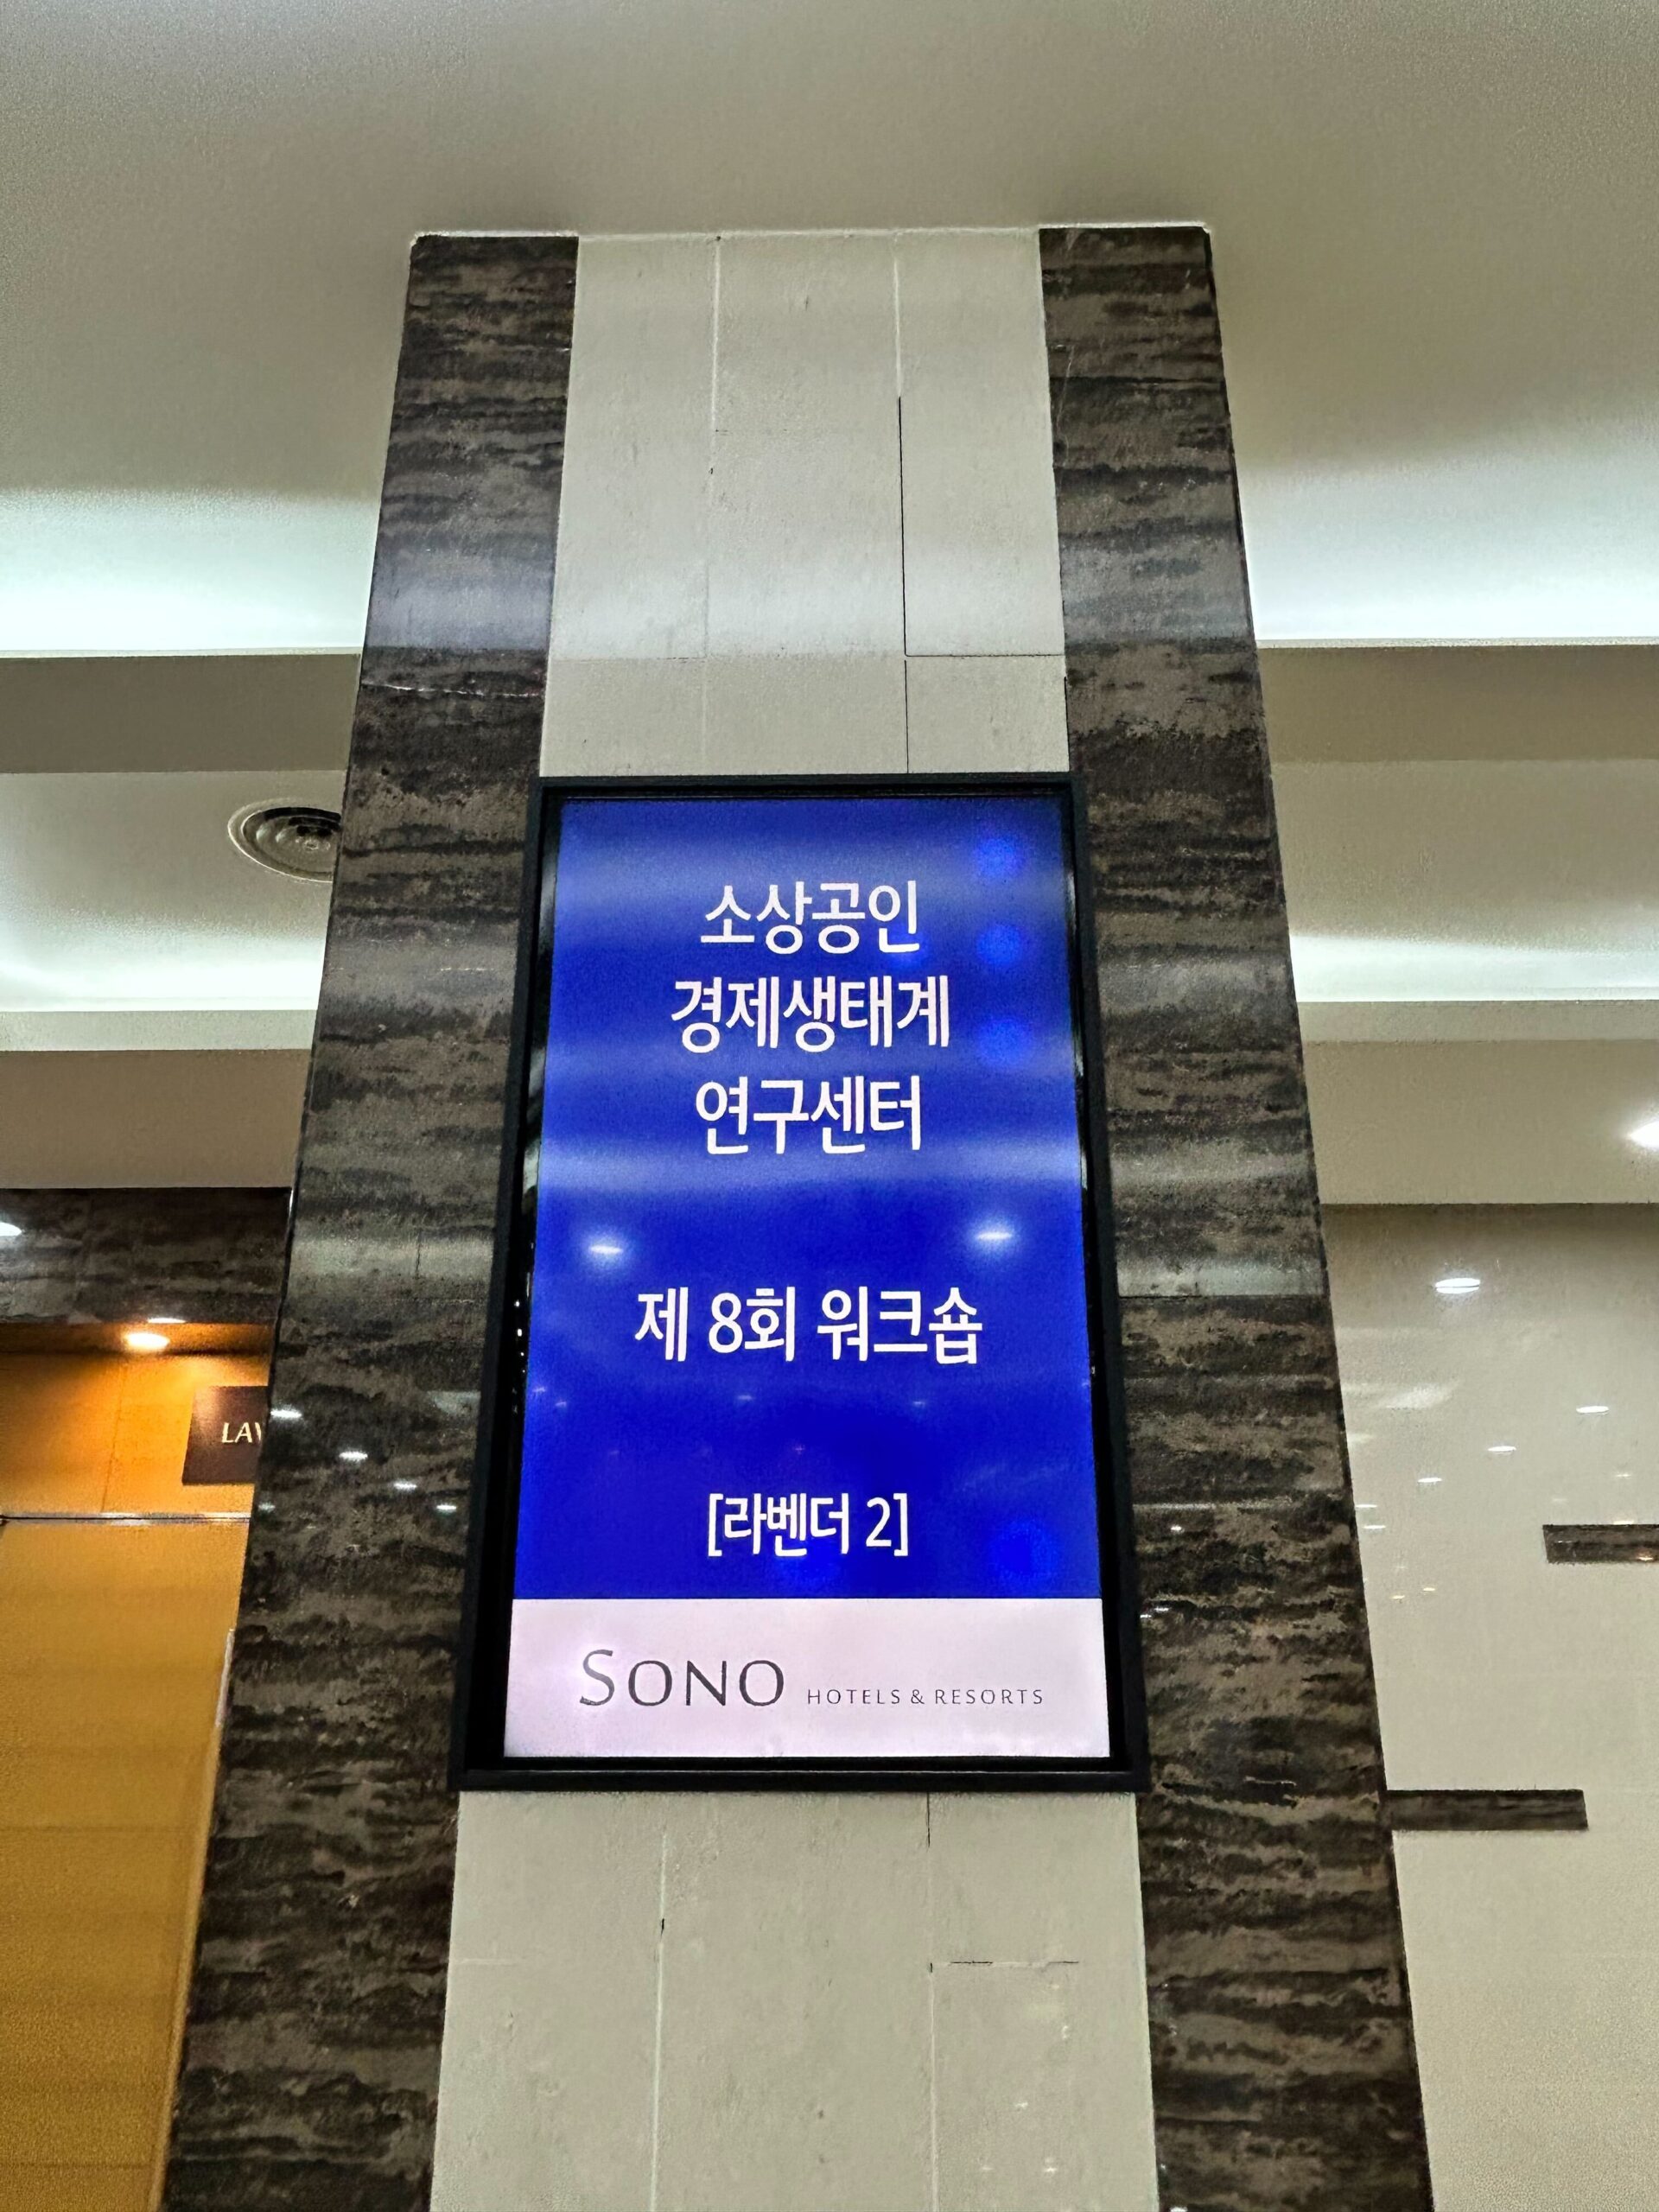 소상공인
경제생태계
연구센터
제 8회 워크숍
[라벤더 2]
SONO HOTELS & RESORTS